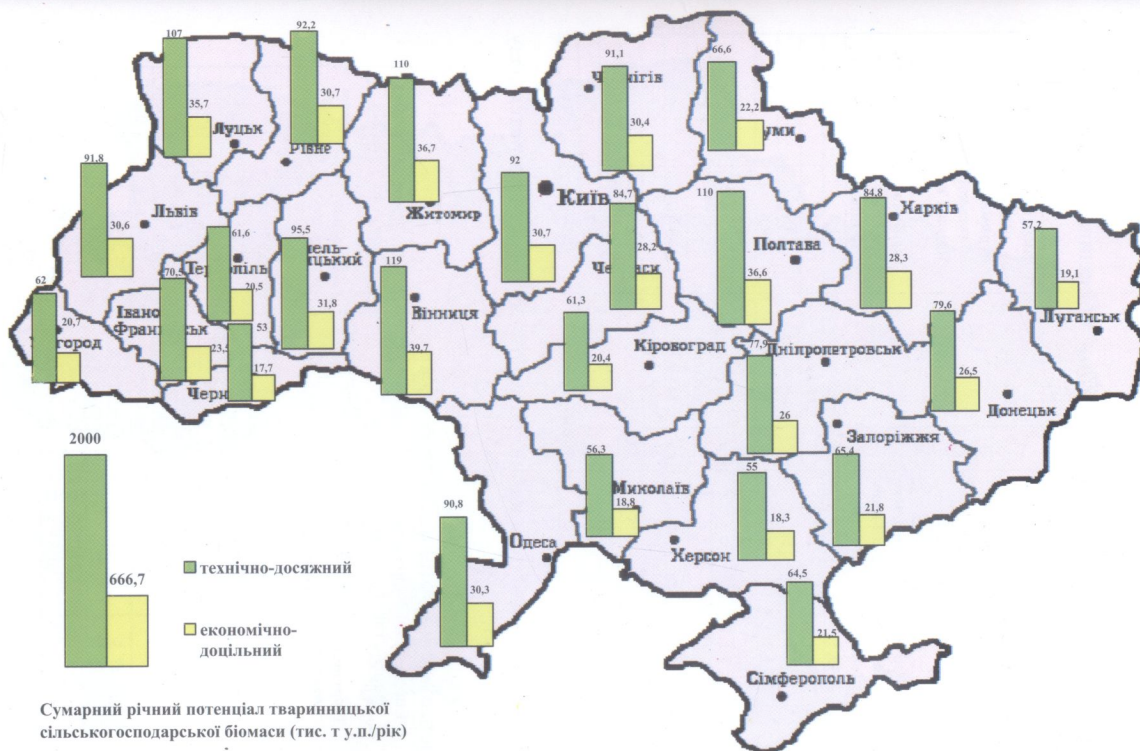 107
35,7
Луцьк
92,2
30,7
Рівне
110
36,7
Житомир
91,1
30,4
66,6
22,2
91,8
30,6
Львів
61,6
20,5
95,5
31,8
92
30,7
Київ
84,7
28,2
110
36,6
Полтава
84,8
28,3
Харків
57,2
19,1
Луганськ
62
20,7
70,5
23,5
Франківськ
53
17,7
119
39,7
Вінниця
61,3
20,4
Кіровоград
77,9
26
Дніпропетровськ
79,6
26,5
Донецьк
Запоріжжя
65,4
21,8
56,3
18,8
Миколаїв
55
18,3
Херсон
90,8
30,3
Одеса
64,5
21,5
Сімферополь
2000
666,7
технічно-досяжний
економічно-
доцільний
Сумарний річний потенціал тваринницької
сільськогосподарської біомаси (тис. т у.п./рік)